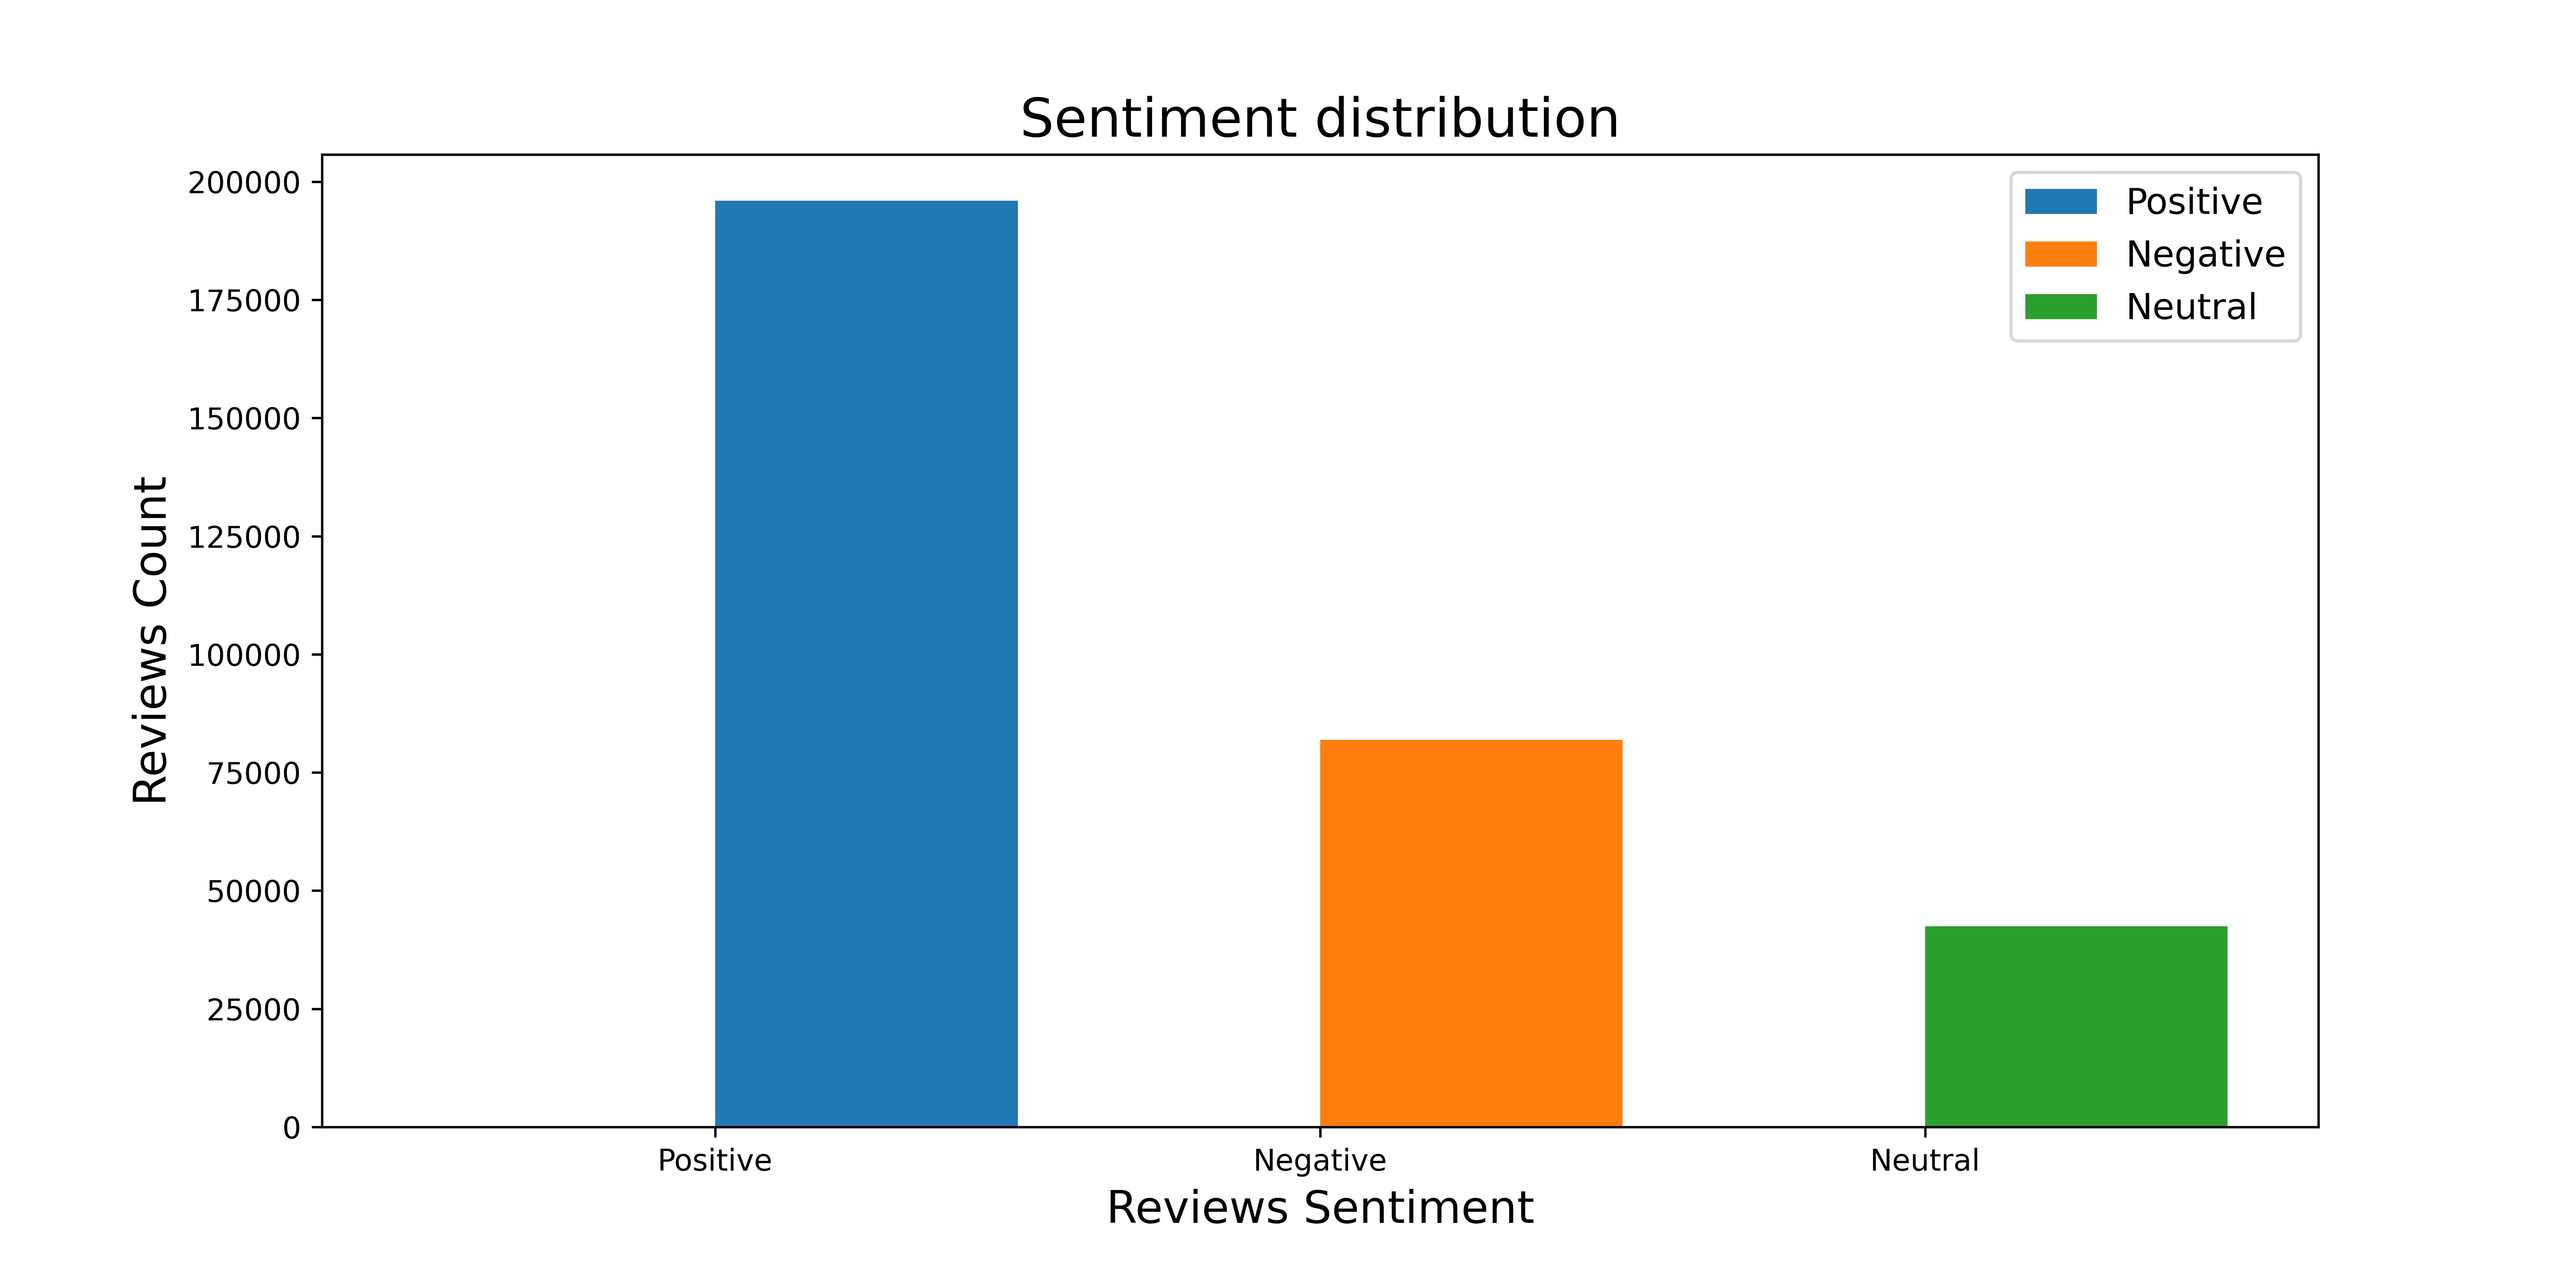 Sentiment distribution
Reviews Count
200000
175000
150000
125000
100000
75000
50000
25000
0
Positive
Negative
Neutral
Positive
Negative
Neutral
Reviews Sentiment